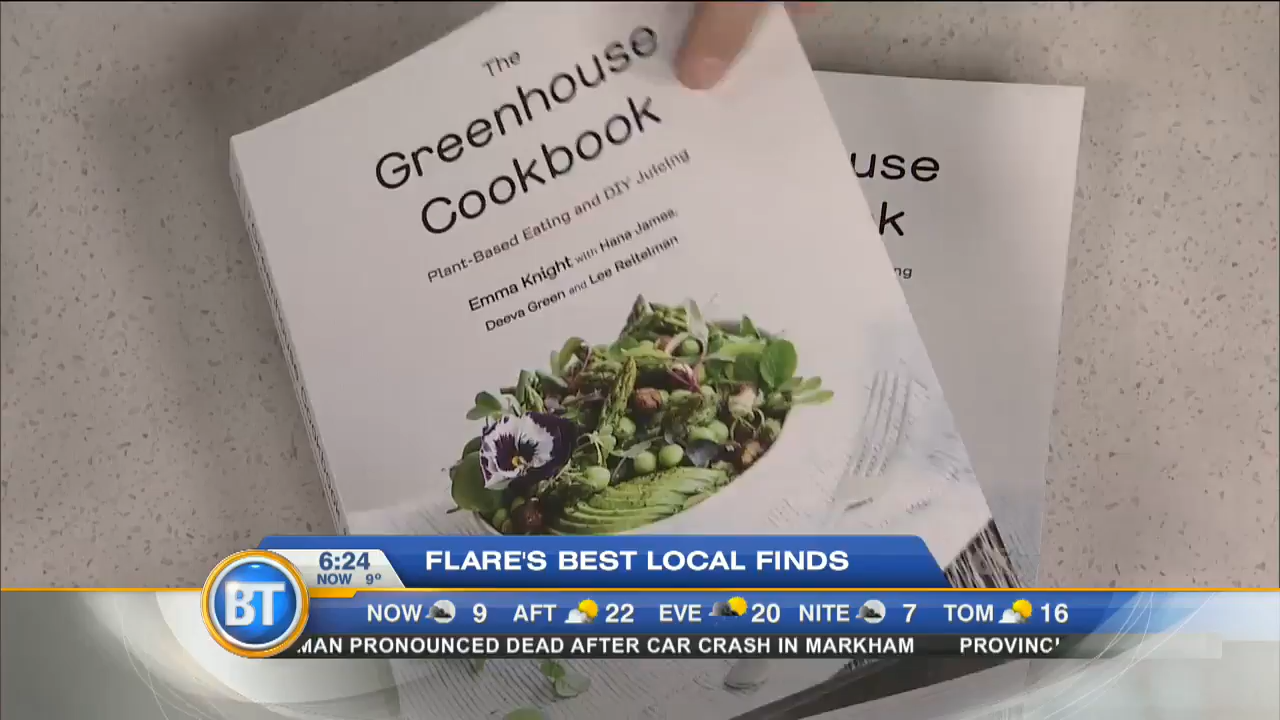 The
Greenhouse
Cookbook
Plant-Based Eating and DIY Juicing
Emma Knight with Hana James,
Deeva Green and Lee Reitelman
use
k
ng
6:24
NOW 9º
FLARE'S BEST LOCAL FINDS
BT
NOW 9 AFT 22 EVE 20 NITE 7 TOM 16
MAN PRONOUNCED DEAD AFTER CAR CRASH IN MARKHAM PROVINC